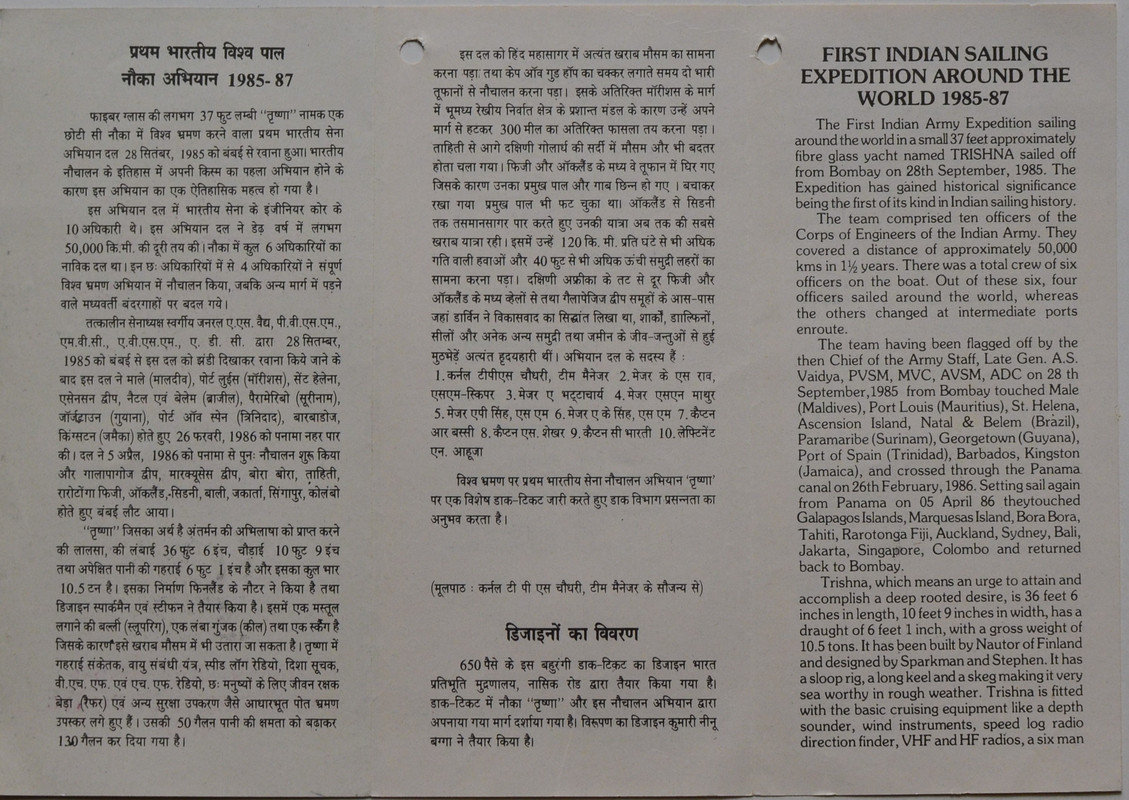 प्रथम भारतीय विश्व पाल
नौका अभियान 1985-87
फाइबर ग्लास की लगभग 37 फुट लम्बी “तृष्णा” नामक एक
छोटी सी नौका में विश्व भ्रमण करने वाला प्रथम भारतीय सेना
अभियान दल 28 सितंबर, 1985 को बंबई से रवाना हुआ। भारतीय
नौचालन के इतिहास में अपनी किस्म का पहला अभियान होने के
कारण इस अभियान का एक ऐतिहासिक महत्व हो गया है।
इस अभियान दल में भारतीय सेना के इंजीनियर कोर के
10 अधिकारी थे। इस अभियान दल ने डेढ़ वर्ष में लगभग
50,000 कि.मी. की दूरी तय की। नौका में कुल 6 अधिकारियों का
नाविक दल था। इन छः अधिकारियों में से 4 अधिकारियों ने संपूर्ण
विश्व भ्रमण अभियान में नौचालन किया, जबकि अन्य मार्ग में पड़ने
वाले मध्यवर्ती बंदरगाहों पर बदल गये।
तत्कालीन सेनाध्यक्ष स्वर्गीय जनरल ए.एस. वैद्य, पी.वी.एस.एम.,
एम.वी.सी., ए.वी.एस.एम., ए. डी. सी. द्वारा 28 सितम्बर,
1985 को बंबई से इस दल को झंडी दिखाकर रवाना किये जाने के
बाद इस दल ने माले (मालदीव), पोर्ट लुईस (मॉरीशस), सेंट हेलेना,
एसेनसन द्वीप, नैटल एवं बेलेम (ब्राजील), पैरामेरिबो (सूरीनाम),
जॉर्जटाउन (गुयाना), पोर्ट ऑव स्पेन (त्रिनिदाद), बारबाडोज,
किंग्सटन (जमैका) होते हुए 26 फरवरी, 1986 को पनामा नहर पार
की। दल ने 5 अप्रैल, 1986 को पनामा से पुनः नौचालन शुरू किया
और गालापागोज द्वीप, मारक्यूसेस द्वीप, बोरा बोरा, ताहिती,
रारोटोंगा फिजी, ऑकलैंड,-सिडनी, बाली, जकार्ता, सिंगापुर, कोलंबो
होते हुए बंबई लौट आया।
“तृष्णा” जिसका अर्थ है अंतर्मन की अभिलाषा को प्राप्त करने
की लालसा, की लंबाई 36 फुट 6 इंच, चौड़ाई 10 फुट 9 इंच
तथा अपेक्षित पानी की गहराई 6 फुट 1 इंच है और इसका कुल भार
10.5 टन है। इसका निर्माण फिनलैंड के नौटर ने किया है तथा
डिजाइन स्पार्कमैन एवं स्टीफन ने तैयार किया है। इसमें एक मस्तूल
लगाने की बल्ली (स्लूपरिग), एक लंबा गुंजक (कील) तथा एक स्कैग है
जिसके कारण इसे खराब मौसम में भी उतारा जा सकता है। तृष्णा में
गहराई संकेतक, वायु संबंधी यंत्र, स्पीड लॉग रेडियो, दिशा सूचक,
वी.एच. एफ. एवं एच. एफ. रेडियो, छः मनुष्यों के लिए जीवन रक्षक
बेड़ा (रैफर) एवं अन्य सुरक्षा उपकरण जैसे आधारभूत पोत भ्रमण
उपस्कर लगे हुए हैं। उसकी 50 गैलन पानी की क्षमता को बढ़ाकर
130 गैलन कर दिया गया है।
इस दल को हिंद महासागर में अत्यंत खराब मौसम का सामना
करना पड़ा तथा केप ऑव गुड हॉप का चक्कर लगाते समय दो भारी
तूफानों से नौचालन करना पड़ा। इसके अतिरिक्त मॉरीशस के मार्ग
में भूमध्य रेखीय निर्वात क्षेत्र के प्रशान्त मंडल के कारण उन्हें अपने
मार्ग से हटकर 300 मील का अतिरिक्त फासला तय करना पड़ा।
ताहिति से आगे दक्षिणी गोलार्ध की सर्दी में मौसम और भी बदतर
होता चला गया। फिजी और ऑकलैंड के मध्य वे तूफान में घिर गए
जिसके कारण उनका प्रमुख पाल और गाब छिन्न हो गए । बचाकर
रखा गया प्रमुख पाल भी फट चुका था। ऑकलैंड से सिडनी
तक तसमानसागर पार करते हुए उनकी यात्रा अब तक की सबसे
खराब यात्रा रही। इसमें उन्हें 120 कि. मी. प्रति घंटे से भी अधिक
गति वाली हवाओं और 40 फुट से भी अधिक ऊंची समुद्री लहरों का
सामना करना पड़ा। दक्षिणी अफ्रीका के तट से दूर फिजी और
ऑकलैंड के मध्य व्हेलों से तथा गैलापेजिज द्वीप समूहों के आस-पास
जहां डार्विन ने विकासवाद का सिद्धांत लिखा था, शार्कों, डाल्फिनों,
सीलों और अनेक अन्य समुद्री तथा जमीन के जीव-जन्तुओं से हुई
मुठभेड़ें अत्यंत हृदयहारी थीं। अभियान दल के सदस्य हैं :
1. कर्नल टीपीएस चौधरी, टीम मैनेजर 2. मेजर के एस राव,
एसएम-स्किपर 3. मेजर ए भट्टाचार्य 4. मेजर एसएन माथुर
5. मेजर एपी सिंह, एस एम 6. मेजर ए के सिंह, एस एम 7. कैप्टन
आर बस्सी 8. कैप्टन एस. शेखर 9. कैप्टन सी भारती 10. लेफ्टिनेंट
एन. आहूजा
विश्व भ्रमण पर प्रथम भारतीय सेना नौचालन अभियान ‘तृष्णा’
पर एक विशेष डाक-टिकट जारी करते हुए डाक विभाग प्रसन्नता का
अनुभव करता है।
(मूलपाठ : कर्नल टी पी एस चौधरी, टीम मैनेजर के सौजन्य से)
डिजाइनों का विवरण
650 पैसे के इस बहुरंगी डाक-टिकट का डिजाइन भारत
प्रतिभूति मुद्रणालय, नासिक रोड द्वारा तैयार किया गया है।
डाक-टिकट में नौका “तृष्णा” और इस नौचालन अभियान द्वारा
अपनाया गया मार्ग दर्शाया गया है। विरूपण का डिजाइन कुमारी नीनू
बग्गा ने तैयार किया है।
FIRST INDIAN SAILING
EXPEDITION AROUND THE
WORLD 1985-87
The First Indian Army Expedition sailing
around the world in a small 37 feet approximately
fibre glass yacht named TRISHNA sailed off
from Bombay on 28th September, 1985. The
Expedition has gained historical significance
being the first of its kind in Indian sailing history.
The team comprised ten officers of the
Corps of Engineers of the Indian Army. They
covered a distance of approximately 50,000
kms in 1½ years. There was a total crew of six
officers on the boat. Out of these six, four
officers sailed around the world, whereas
the others changed at intermediate ports
enroute.
The team having been flagged off by the
then Chief of the Army Staff, Late Gen. A.S.
Vaidya, PVSM, MVC, AVSM, ADC on 28 th
September,1985 from Bombay touched Male
(Maldives), Port Louis (Mauritius), St. Helena,
Ascension Island, Natal & Belem (Brazil),
Paramaribe (Surinam), Georgetown (Guyana),
Port of Spain (Trinidad), Barbados, Kingston
(Jamaica), and crossed through the Panama
canal on 26th February, 1986. Setting sail again
from Panama on 05 April 86 theytouched
Galapagos Islands, Marquesas Island, Bora Bora,
Tahiti, Rarotonga Fiji, Auckland, Sydney, Bali,
Jakarta, Singapore, Colombo and returned
back to Bombay.
Trishna, which means an urge to attain and
accomplish a deep rooted desire, is 36 feet 6
inches in length, 10 feet 9 inches in width, has a
draught of 6 feet 1 inch, with a gross weight of
10.5 tons. It has been built by Nautor of Finland
and designed by Sparkman and Stephen. It has
a sloop rig, a long keel and a skeg making it very
sea worthy in rough weather. Trishna is fitted
with the basic cruising equipment like a depth
sounder, wind instruments, speed log radio
direction finder, VHF and HF radios, a six man